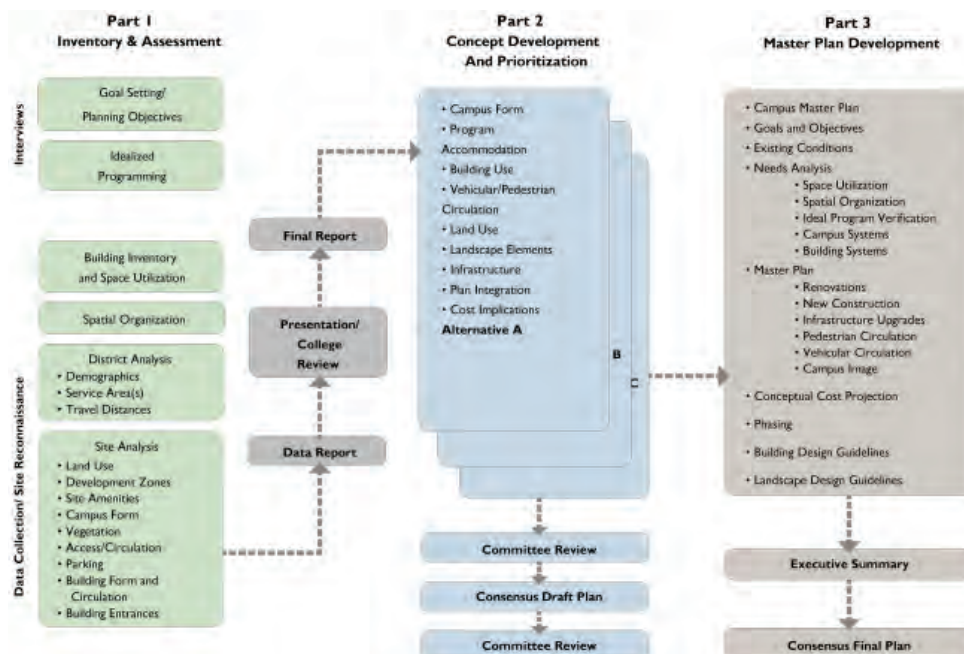 Part 1
Inventory & Assessment
Interviews
Goal Setting/
Planning Objectives
Idealized
Programming
Data Collection/ Site Reconnaissance
Building Inventory
and Space Utilization
Spatial Organization
District Analysis
• Demographics
• Service Area(s)
• Travel Distances
Site Analysis
• Land Use
• Development Zones
• Site Amenities
• Campus Form
• Vegetation
• Access/Circulation
• Parking
• Building Form and
Circulation
• Building Entrances
Final Report
Presentation/
College
Review
Data Report
Part 2
Concept Development
And Prioritization
• Campus Form
• Program
Accommodation
• Building Use
• Vehicular/Pedestrian
Circulation
• Land Use
• Landscape Elements
• Infrastructure
• Plan Integration
• Cost Implications
Alternative A
B
Committee Review
Consensus Draft Plan
Committee Review
Part 3
Master Plan Development
• Campus Master Plan
• Goals and Objectives
• Existing Conditions
• Needs Analysis
• Space Utilization
• Spatial Organization
• Ideal Program Verification
• Campus Systems
• Building Systems
• Master Plan
• Renovations
• New Construction
• Infrastructure Upgrades
• Pedestrian Circulation
• Vehicular Circulation
• Campus Image
• Conceptual Cost Projection
• Phasing
• Building Design Guidelines
• Landscape Design Guidelines
Executive Summary
Consensus Final Plan